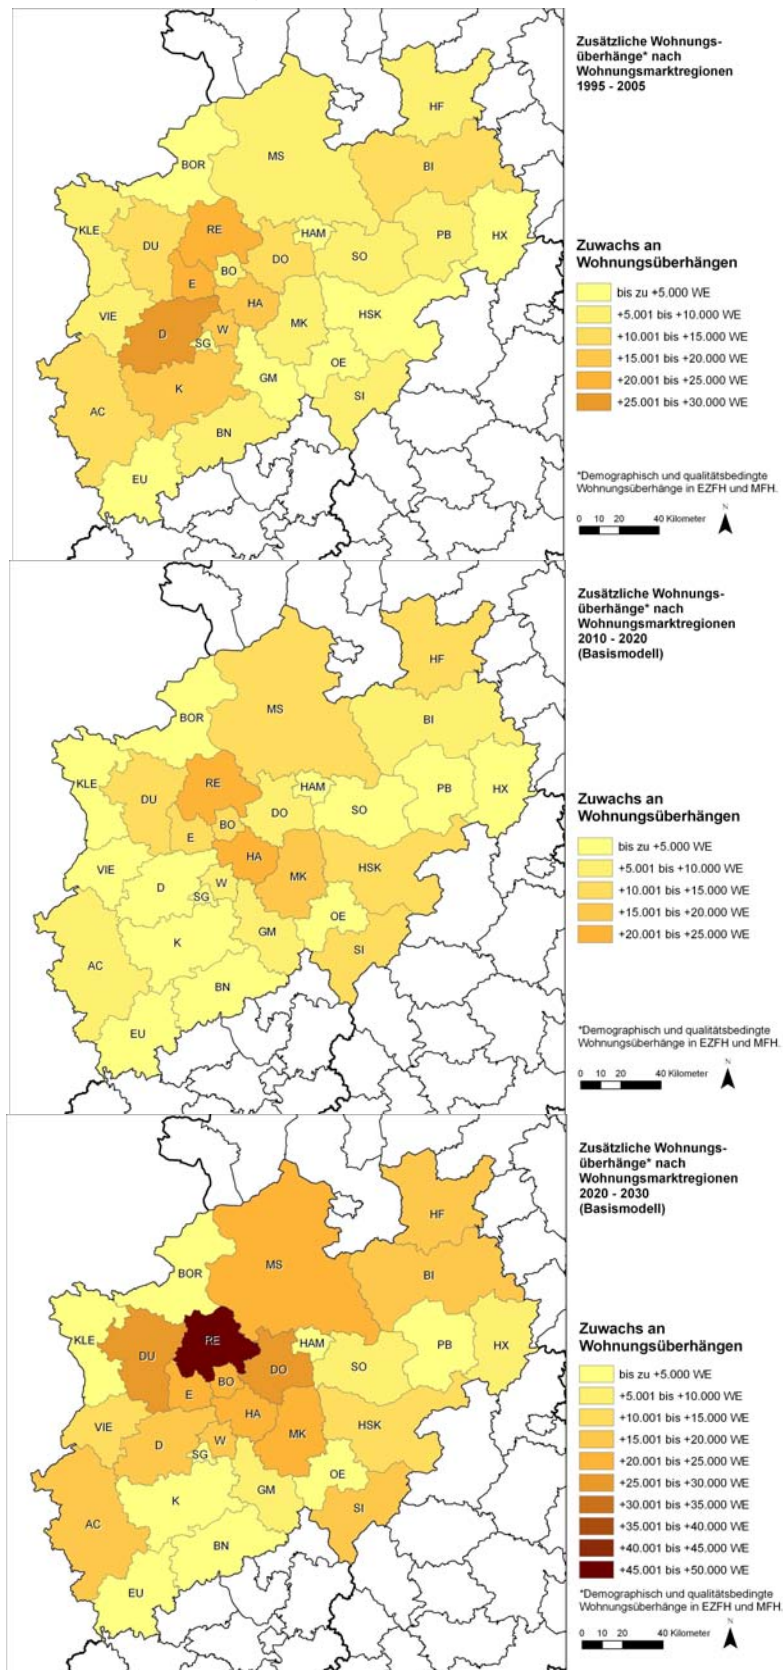 Zusätzliche Wohnungs-
überhänge* nach
Wohnungsmarktregionen
1995 - 2005
HF
MS
BOR
BI
KLE
DU
RE
HAM
DO
SO
PB
HX
BO
E
HA
VIE
D
W
MK
HSK
SG
OE
K
GM
SI
AC
BN
EU
Zuwachs an
Wohnungsüberhängen
bis zu +5.000 WE
+5.001 bis +10.000 WE
+10.001 bis +15.000 WE
+15.001 bis +20.000 WE
+20.001 bis +25.000 WE
+25.001 bis +30.000 WE
*Demographisch und qualitätsbedingte
Wohnungsüberhänge in EZFH und MFH.
N
0 10 20 40 Kilometer
Zusätzliche Wohnungs-
überhänge* nach
Wohnungsmarktregionen
2010 - 2020
(Basismodell)
HF
MS
BOR
BI
KLE
DU
RE
HAM
DO
SO
PB
HX
BO
E
HA
VIE
D
W
MK
HSK
SG
OE
K
GM
SI
AC
BN
EU
Zuwachs an
Wohnungsüberhängen
bis zu +5.000 WE
+5.001 bis +10.000 WE
+10.001 bis +15.000 WE
+15.001 bis +20.000 WE
+20.001 bis +25.000 WE
*Demographisch und qualitätsbedingte
Wohnungsüberhänge in EZFH und MFH.
N
0 10 20 40 Kilometer
Zusätzliche Wohnungs-
überhänge* nach
Wohnungsmarktregionen
2020 - 2030
(Basismodell)
HF
MS
BOR
BI
KLE
DU
RE
HAM
DO
SO
PB
HX
BO
E
HA
VIE
D
W
MK
HSK
SG
OE
K
GM
SI
AC
BN
EU
Zuwachs an
Wohnungsüberhängen
bis zu +5.000 WE
+5.001 bis +10.000 WE
+10.001 bis +15.000 WE
+15.001 bis +20.000 WE
+20.001 bis +25.000 WE
+25.001 bis +30.000 WE
+30.001 bis +35.000 WE
+35.001 bis +40.000 WE
+40.001 bis +45.000 WE
+45.001 bis +50.000 WE
*Demographisch und qualitätsbedingte
Wohnungsüberhänge in EZFH und MFH.
N
0 10 20 40 Kilometer